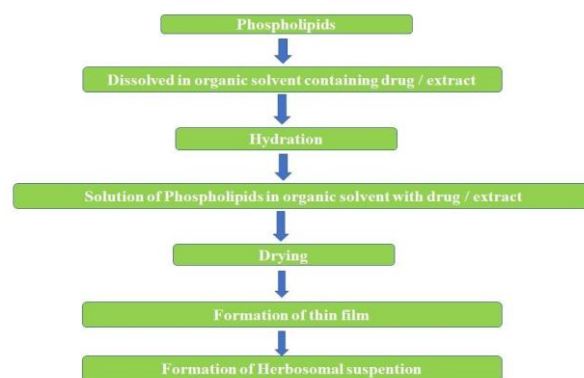 Phospholipids
Dissolved in organic solvent containing drug / extract
Hydration
Solution of Phospholipids in organic solvent with drug / extract
Drying
Formation of thin film
Formation of Herbosomal suspention